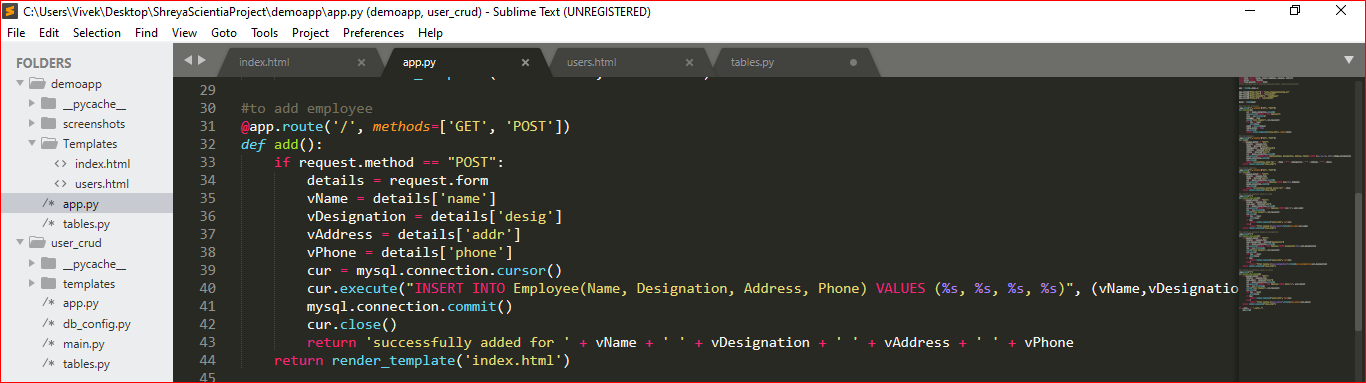 C:\Users\Vivek\Desktop\ShreyaScientiaProject\demoapp\app.py (demoapp, user_crud) - Sublime Text (UNREGISTERED)
File Edit Selection Find View Goto Tools Project Preferences Help
FOLDERS
demoapp
__pycache__
screenshots
Templates
<> index.html
<> users.html
/* app.py
/* tables.py
user_crud
__pycache__
templates
/* app.py
/* db_config.py
/* main.py
/* tables.py
index.html app.py users.html tables.py
29
30 #to add employee
31 @app.route('/', methods=['GET', 'POST'])
32 def add():
33 if request.method == "POST":
34 details = request.form
35 vName = details['name']
36 vDesignation = details['desig']
37 vAddress = details['addr']
38 vPhone = details['phone']
39 cur = mysql.connection.cursor()
40 cur.execute("INSERT INTO Employee(Name, Designation, Address, Phone) VALUES (%s, %s, %s, %s)", (vName,vDesignatio
41 mysql.connection.commit()
42 cur.close()
43 return 'successfully added for ' + vName + ' ' + vDesignation + ' ' + vAddress + ' ' + vPhone
44 return render_template('index.html')
45